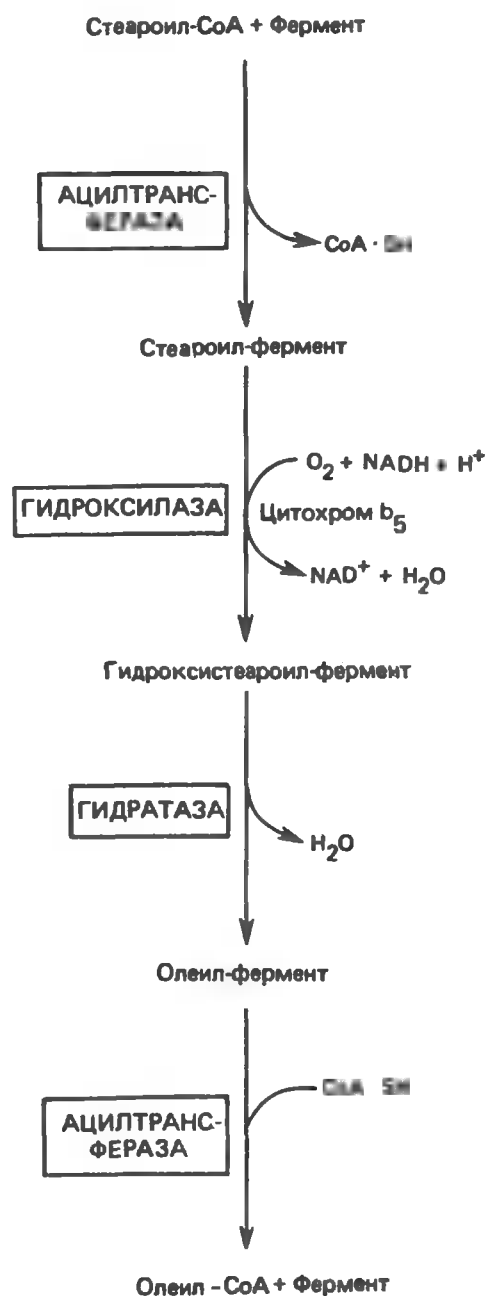 Стеароил-CoA + Фермент
АЦИЛТРАНС-
CoA ·
Стеароил-фермент
O₂ + NADH + H⁺
ГИДРОКСИЛАЗА
Цитохром b₅
NAD⁺ + H₂O
Гидроксистеароил-фермент
ГИДРАТАЗА
H₂O
Олеил-фермент
АЦИЛТРАНС-
ФЕРАЗА
Олеил-CoA + Фермент